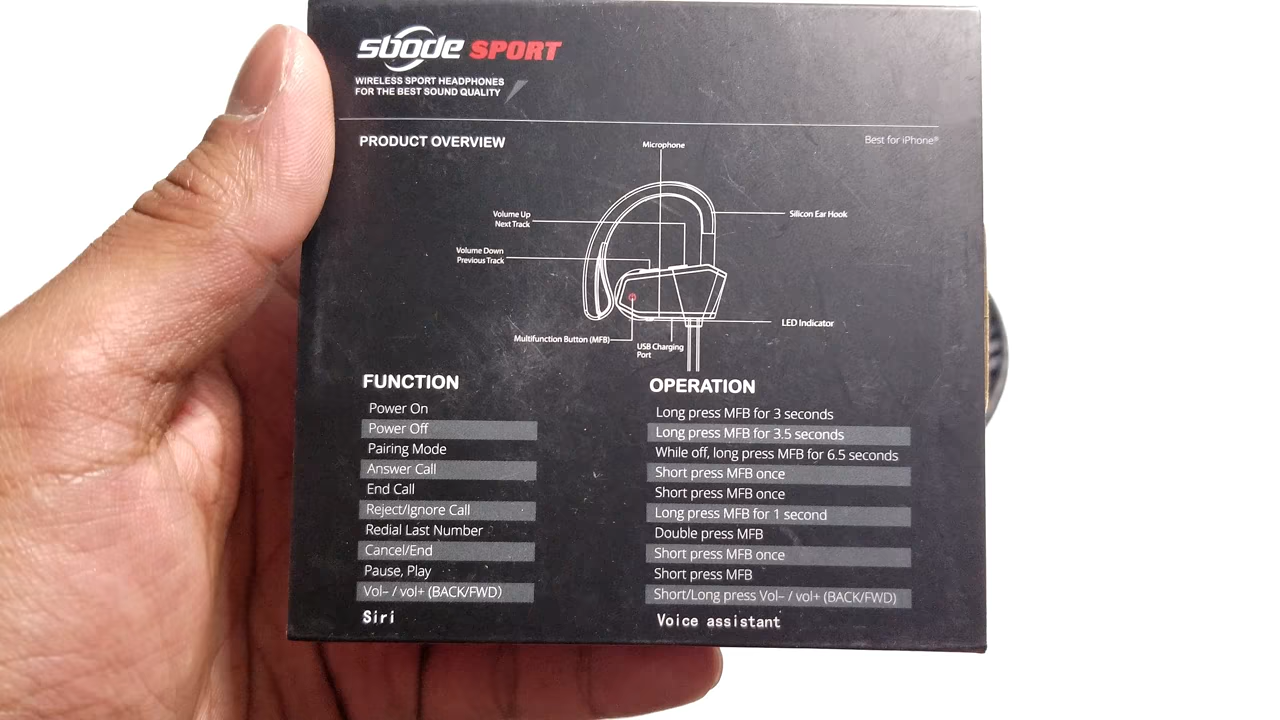 sbode SPORT
WIRELESS SPORT HEADPHONES
FOR THE BEST SOUND QUALITY
PRODUCT OVERVIEW
Best for iPhone®
Microphone
Volume Up
Next Track
Silicon Ear Hook
Volume Down
Previous Track
LED Indicator
Multifunction Button (MFB)
USB Charging
Port
FUNCTION
OPERATION
Power On
Long press MFB for 3 seconds
Power Off
Long press MFB for 3.5 seconds
Pairing Mode
While off, long press MFB for 6.5 seconds
Answer Call
Short press MFB once
End Call
Short press MFB once
Reject/Ignore Call
Long press MFB for 1 second
Redial Last Number
Double press MFB
Cancel/End
Short press MFB once
Pause, Play
Short press MFB
Vol– / vol+ (BACK/FWD)
Short/Long press Vol– / vol+ (BACK/FWD)
Siri
Voice assistant